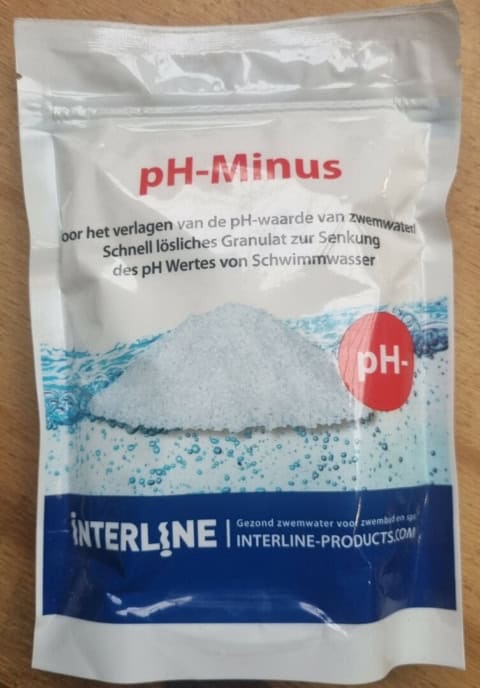 pH-Minus
oor het verlagen van de pH-waarde van zwemwater!
Schnell lösliches Granulat zur Senkung
des pH Wertes von Schwimmwasser
pH-
INTERLINE
Gezond zwemwater voor zwembad en spa
INTERLINE-PRODUCTS.COM